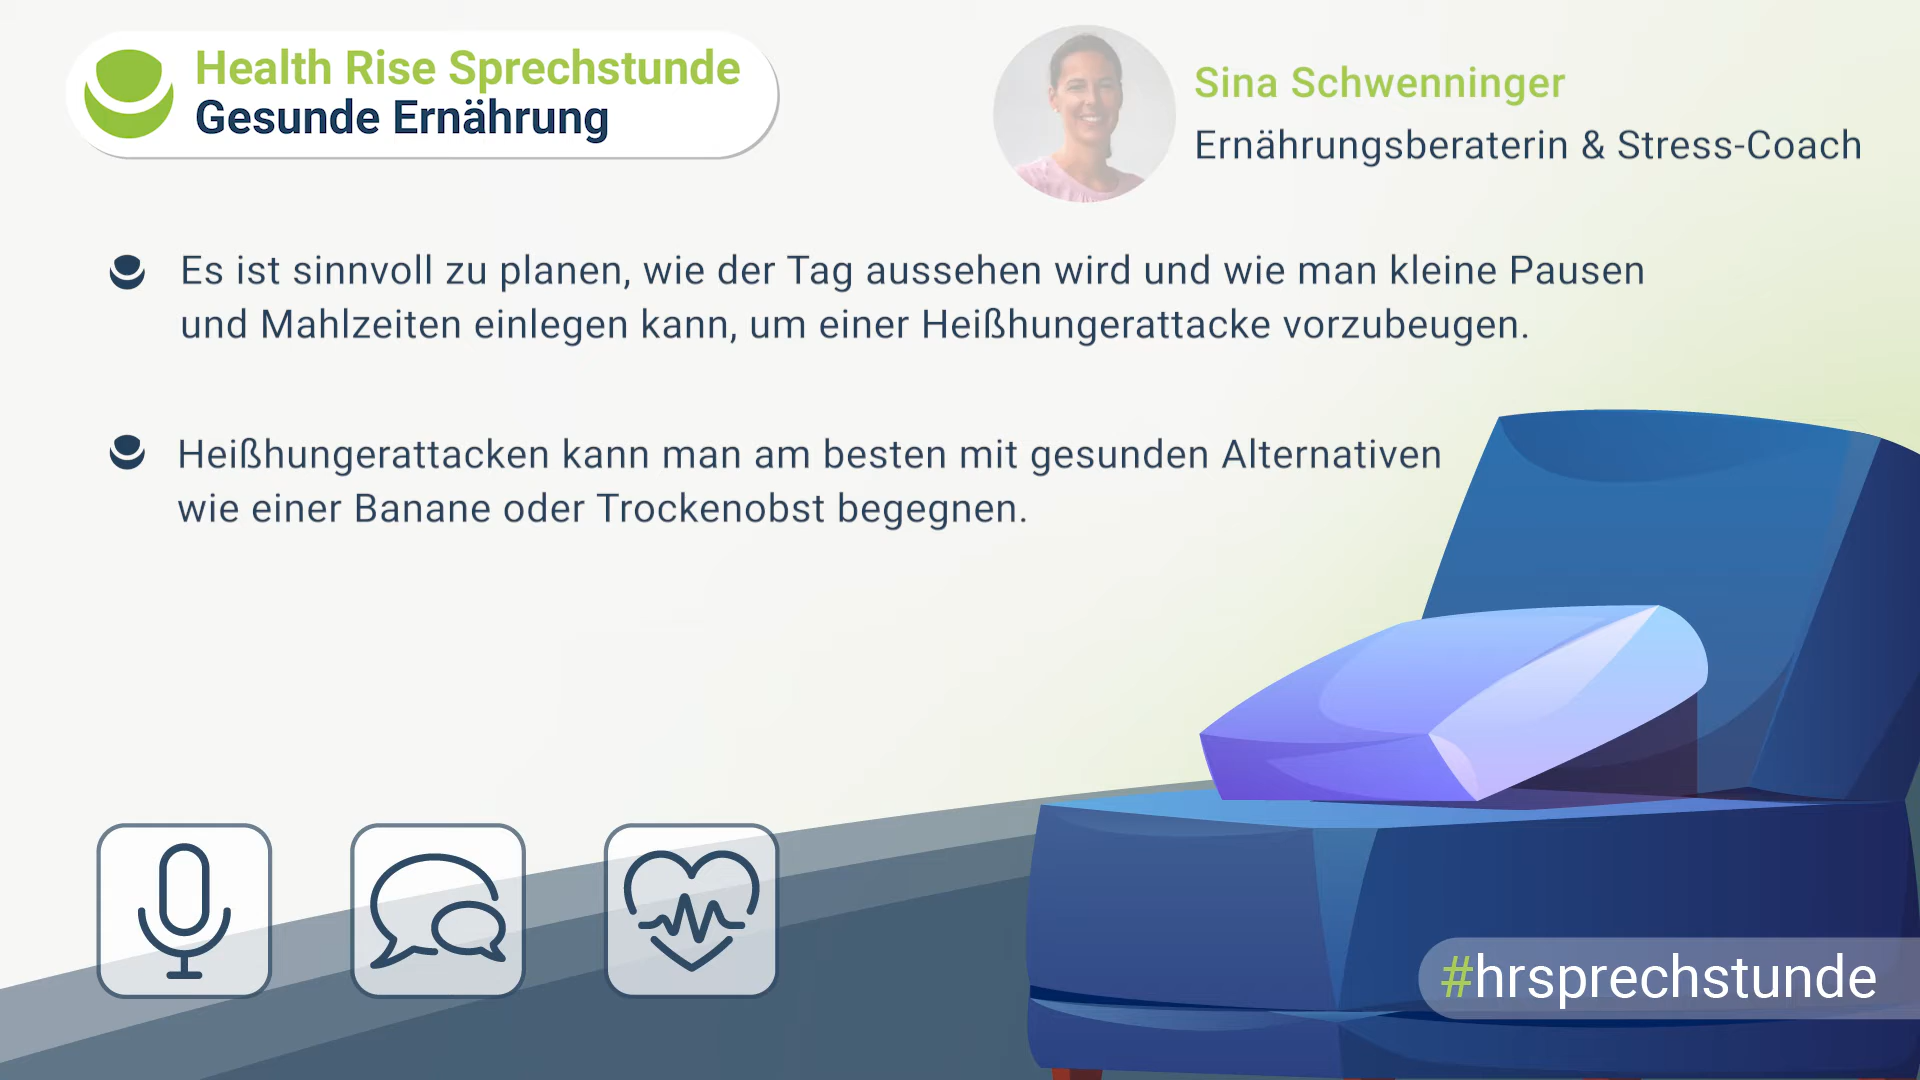 Health Rise Sprechstunde
Gesunde Ernährung
Sina Schwenninger
Ernährungsberaterin & Stress-Coach
Es ist sinnvoll zu planen, wie der Tag aussehen wird und wie man kleine Pausen
und Mahlzeiten einlegen kann, um einer Heißhungerattacke vorzubeugen.
Heißhungerattacken kann man am besten mit gesunden Alternativen
wie einer Banane oder Trockenobst begegnen.
#hrsprechstunde